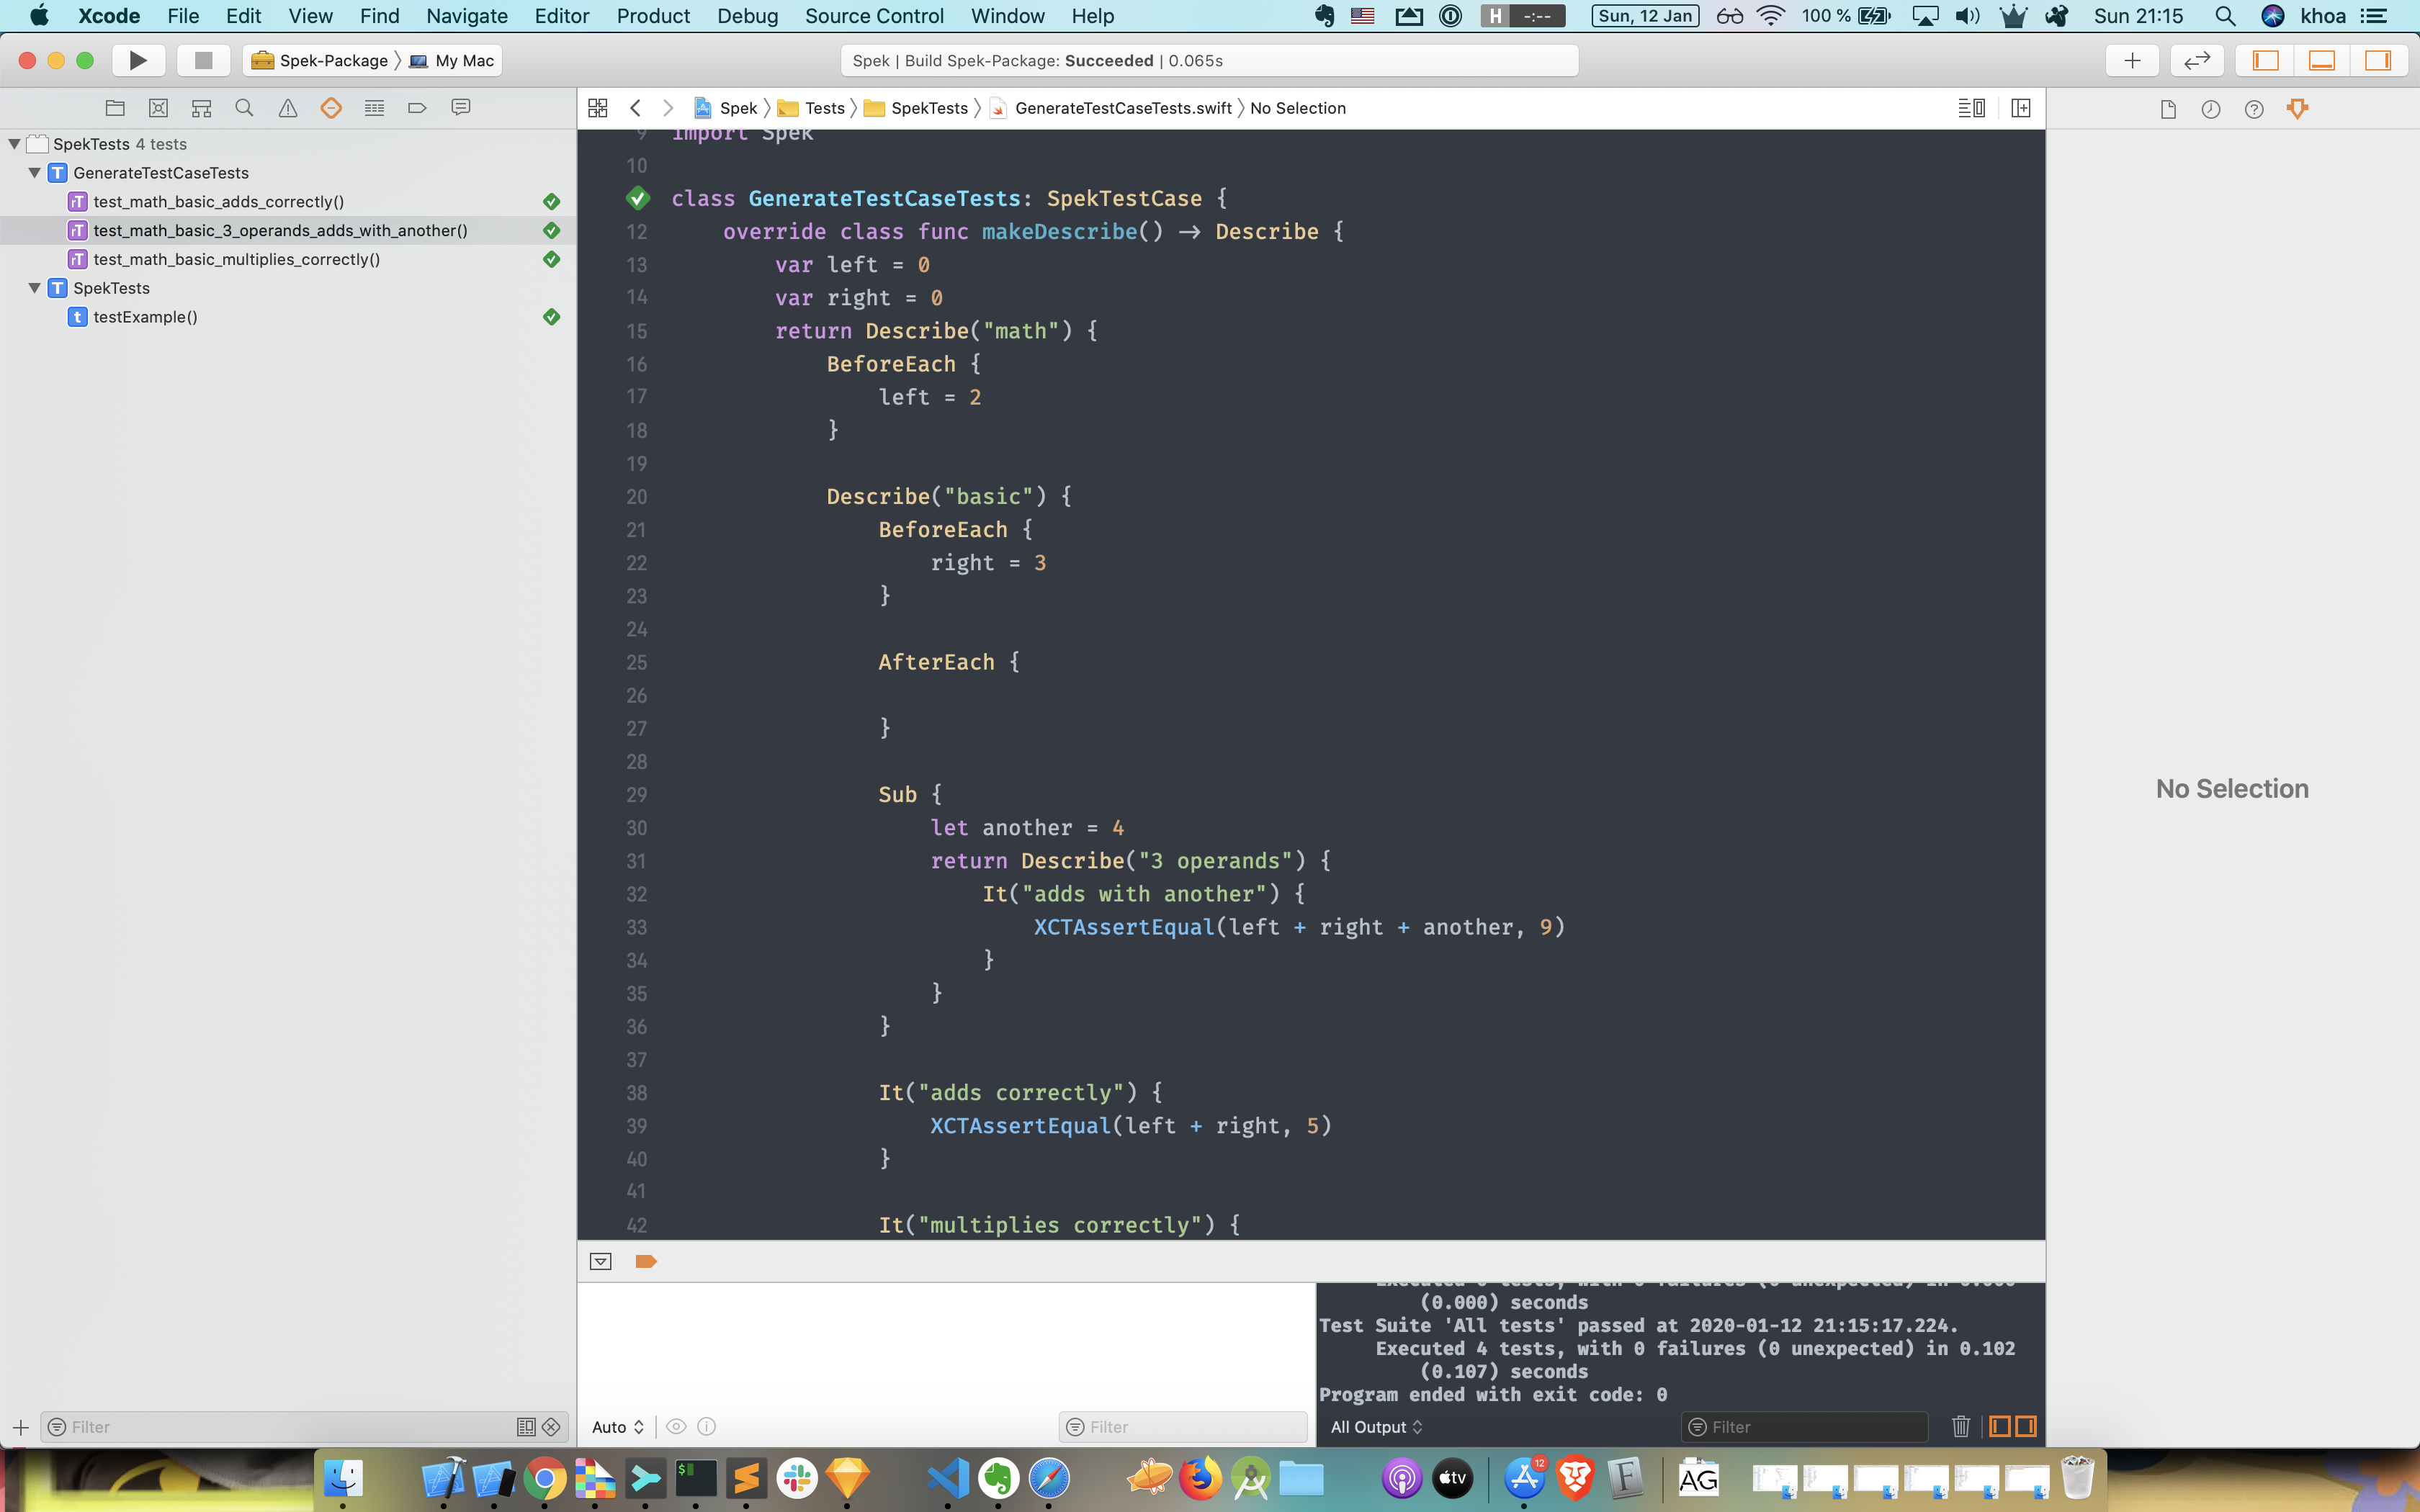 Xcode File Edit View Find Navigate Editor Product Debug Source Control Window Help H -:-- Sun, 12 Jan 100 % Sun 21:15 khoa
Spek-Package My Mac Spek | Build Spek-Package: Succeeded | 0.065s
Spek Tests SpekTests GenerateTestCaseTests.swift No Selection
SpekTests 4 tests
T GenerateTestCaseTests
rT test_math_basic_adds_correctly()
rT test_math_basic_3_operands_adds_with_another()
rT test_math_basic_multiplies_correctly()
T SpekTests
t testExample()
Filter
9 import Spek
10
class GenerateTestCaseTests: SpekTestCase {
12 override class func makeDescribe() → Describe {
13 var left = 0
14 var right = 0
15 return Describe("math") {
16 BeforeEach {
17 left = 2
18 }
19
20 Describe("basic") {
21 BeforeEach {
22 right = 3
23 }
24
25 AfterEach {
26
27 }
28
29 Sub {
30 let another = 4
31 return Describe("3 operands") {
32 It("adds with another") {
33 XCTAssertEqual(left + right + another, 9)
34 }
35 }
36 }
37
38 It("adds correctly") {
39 XCTAssertEqual(left + right, 5)
40 }
41
42 It("multiplies correctly") {
No Selection
(0.000) seconds
Test Suite 'All tests' passed at 2020-01-12 21:15:17.224.
Executed 4 tests, with 0 failures (0 unexpected) in 0.102
(0.107) seconds
Program ended with exit code: 0
Auto Filter All Output Filter
$ tv 12 F AG